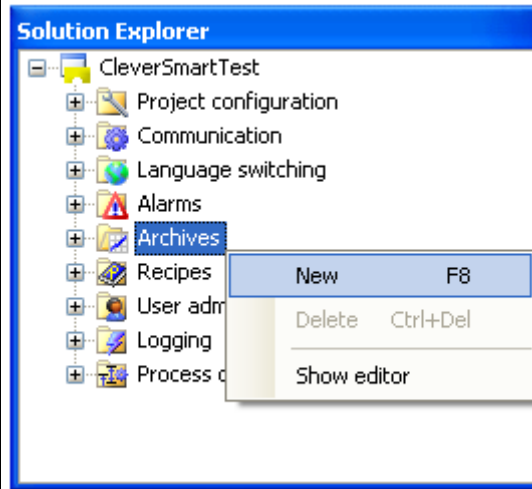 Solution Explorer
CleverSmartTest
Project configuration
Communication
Language switching
Alarms
Archives
Recipes
New F8
User adm
Delete Ctrl+Del
Logging
Process
Show editor